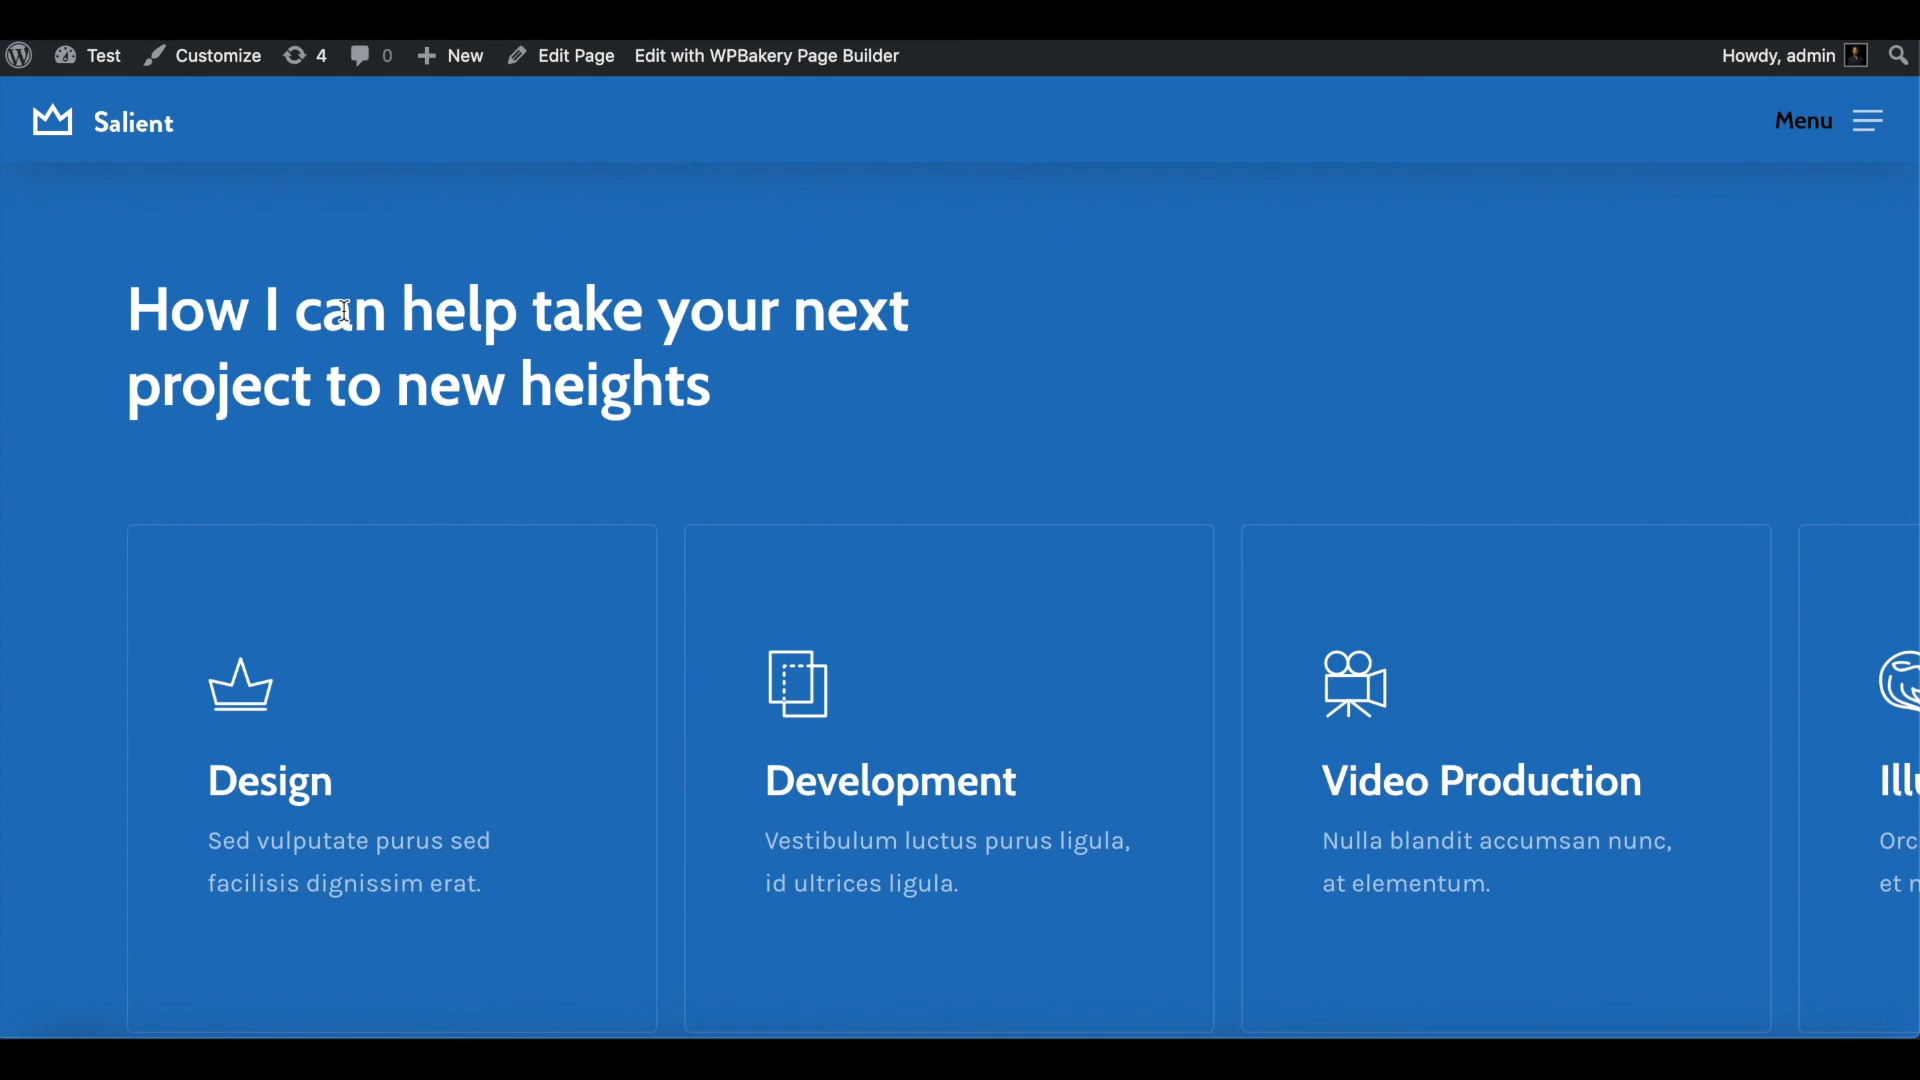 Test Customize 4 0 New Edit Page Edit with WPBakery Page Builder Howdy, admin
Salient Menu
How I can help take your next
project to new heights
Design
Sed vulputate purus sed
facilisis dignissim erat.
Development
Vestibulum luctus purus ligula,
id ultrices ligula.
Video Production
Nulla blandit accumsan nunc,
at elementum.